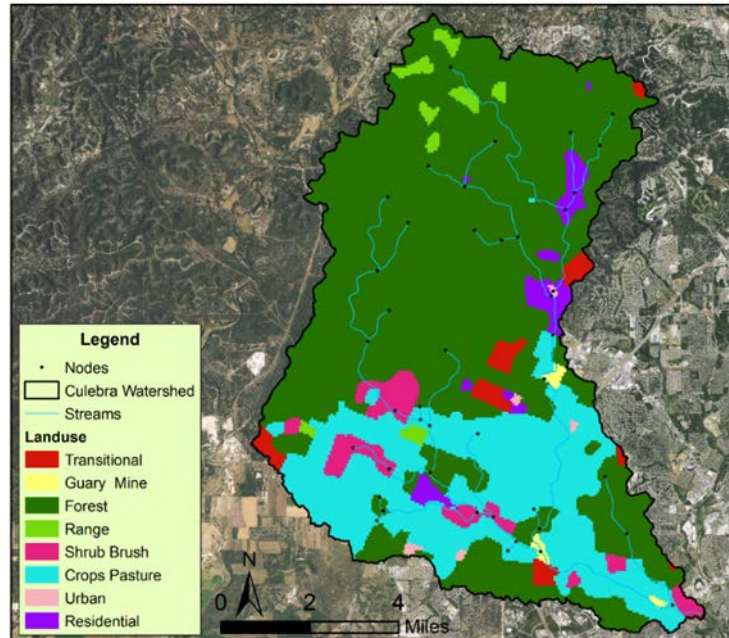 Legend
Nodes
Culebra Watershed
Streams
Landuse
Transitional
Guary Mine
Forest
Range
Shrub Brush
Crops Pasture
Urban
Residential
N
0 2 4
Miles